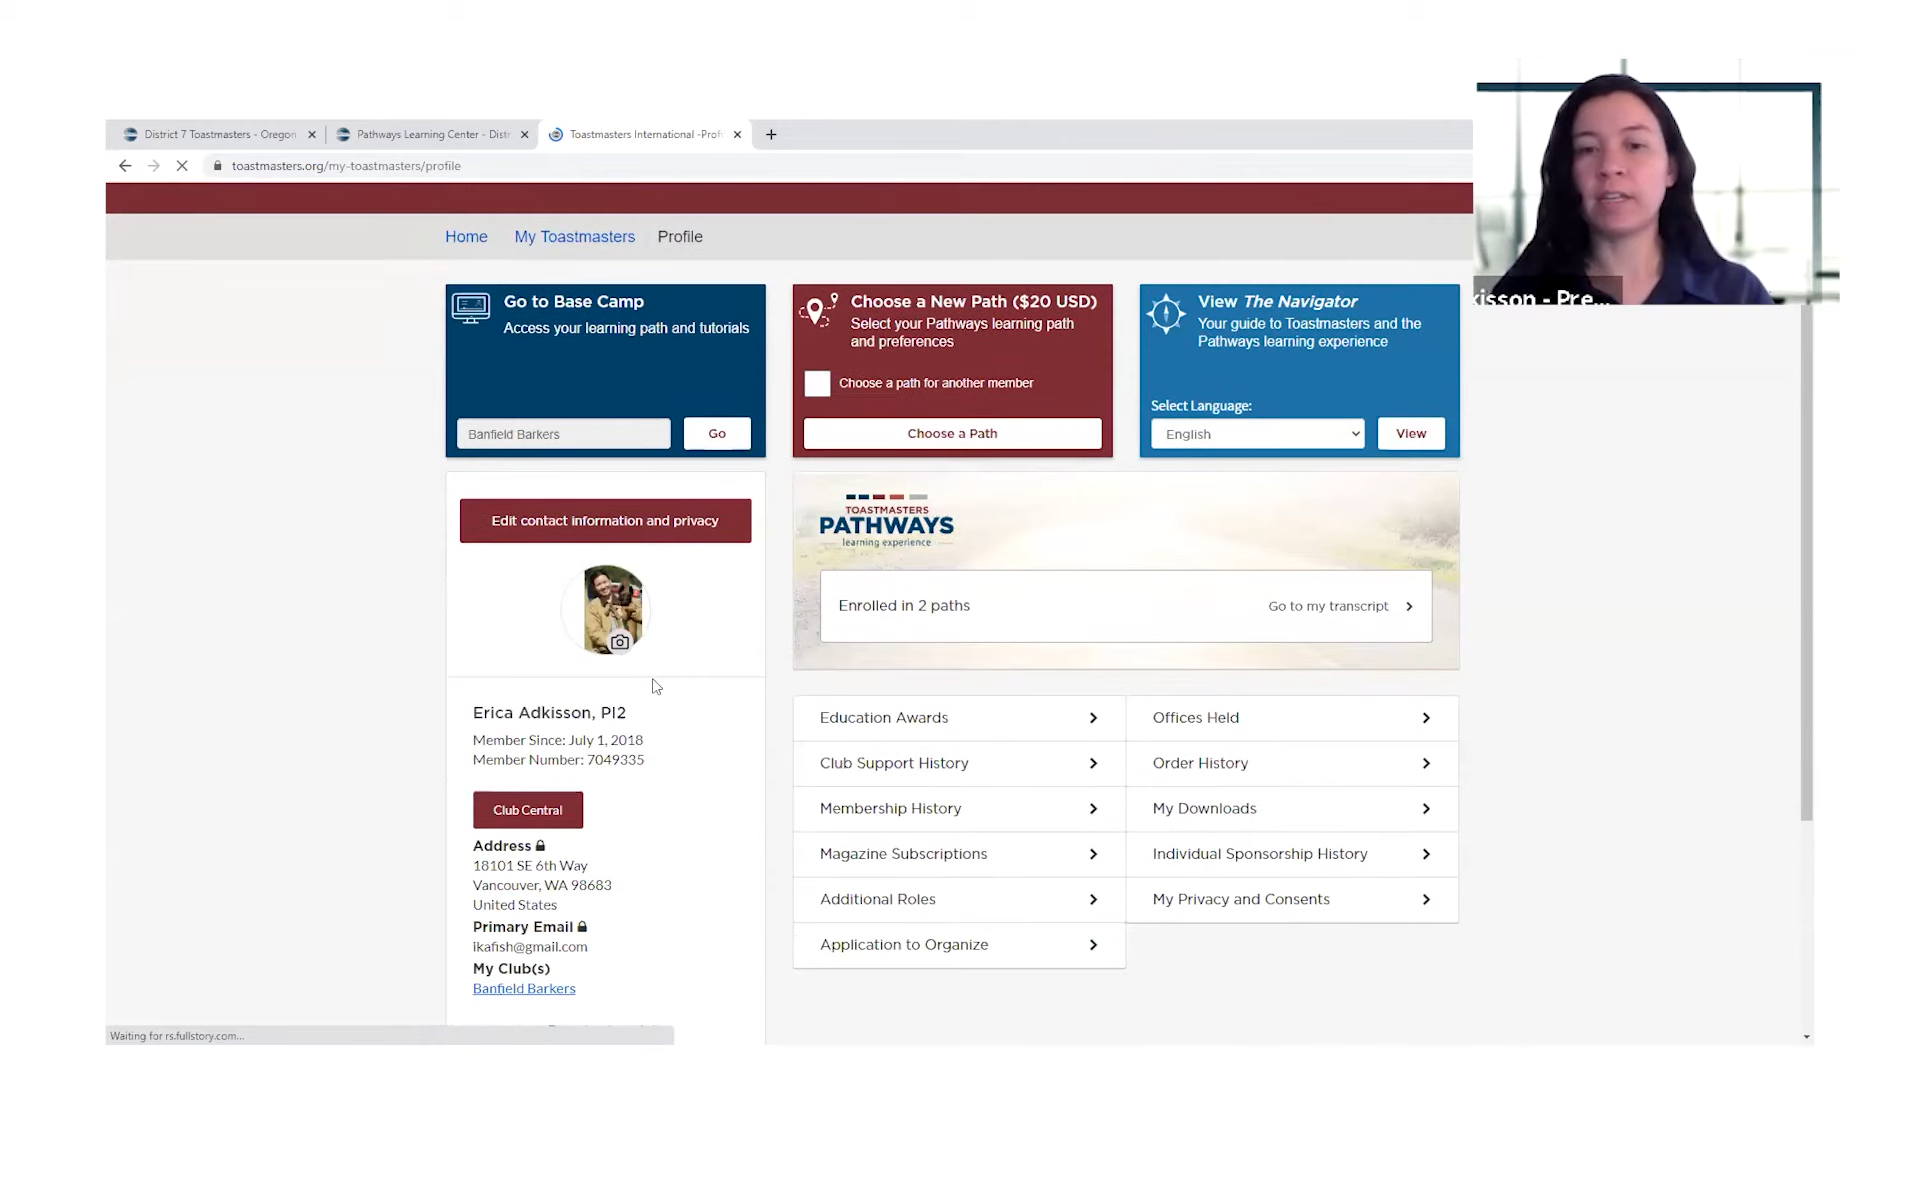 District 7 Toastmasters - Oregon
Pathways Learning Center - Distr
Toastmasters International -Prof
toastmasters.org/my-toastmasters/profile
Home
My Toastmasters
Profile
kisson - Pre...
Go to Base Camp
Access your learning path and tutorials
Banfield Barkers
Go
Choose a New Path ($20 USD)
Select your Pathways learning path
and preferences
Choose a path for another member
Choose a Path
View The Navigator
Your guide to Toastmasters and the
Pathways learning experience
Select Language:
English
View
Edit contact information and privacy
TOASTMASTERS
PATHWAYS
learning experience
Enrolled in 2 paths
Go to my transcript
Erica Adkisson, PI2
Member Since: July 1, 2018
Member Number: 7049335
Club Central
Address
18101 SE 6th Way
Vancouver, WA 98683
United States
Primary Email
ikafish@gmail.com
My Club(s)
Banfield Barkers
Education Awards
Offices Held
Club Support History
Order History
Membership History
My Downloads
Magazine Subscriptions
Individual Sponsorship History
Additional Roles
My Privacy and Consents
Application to Organize
Waiting for rs.fullstory.com...